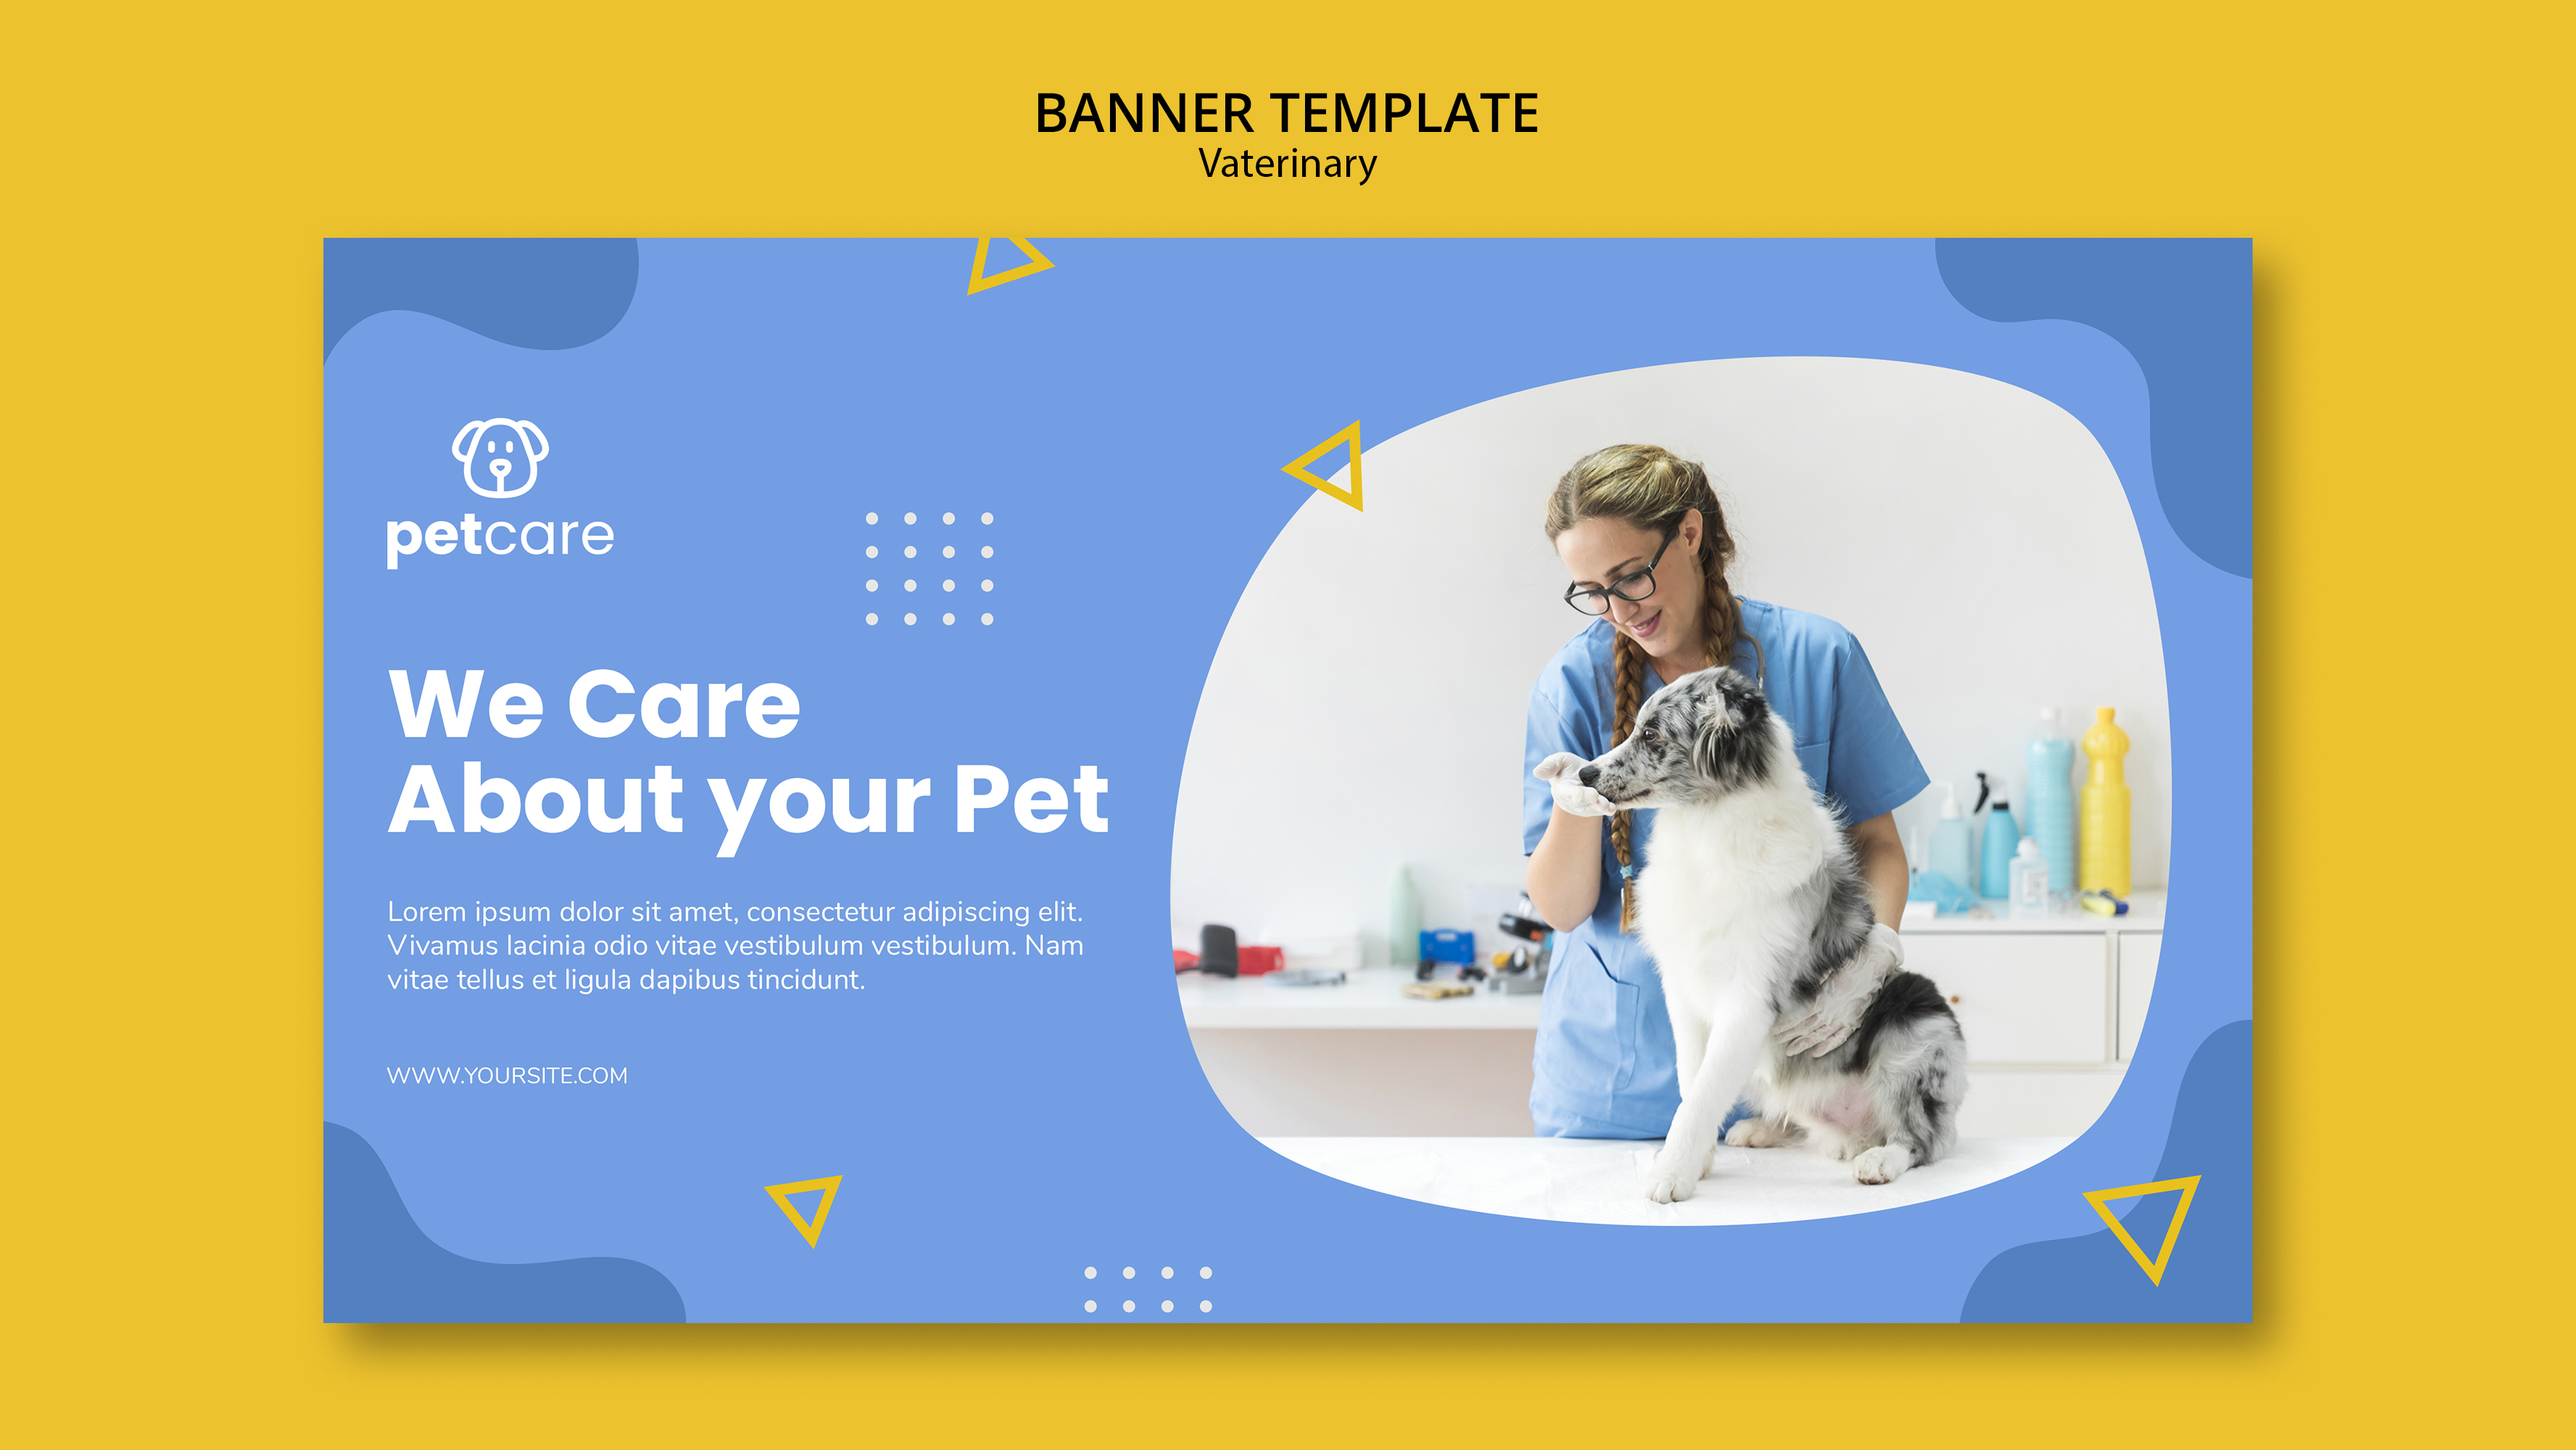 BANNER TEMPLATE
Vaterinary
petcare
We Care
About your Pet
Lorem ipsum dolor sit amet, consectetur adipiscing elit.
Vivamus lacinia odio vitae vestibulum vestibulum. Nam
vitae tellus et ligula dapibus tincidunt.
WWW.YOURSITE.COM